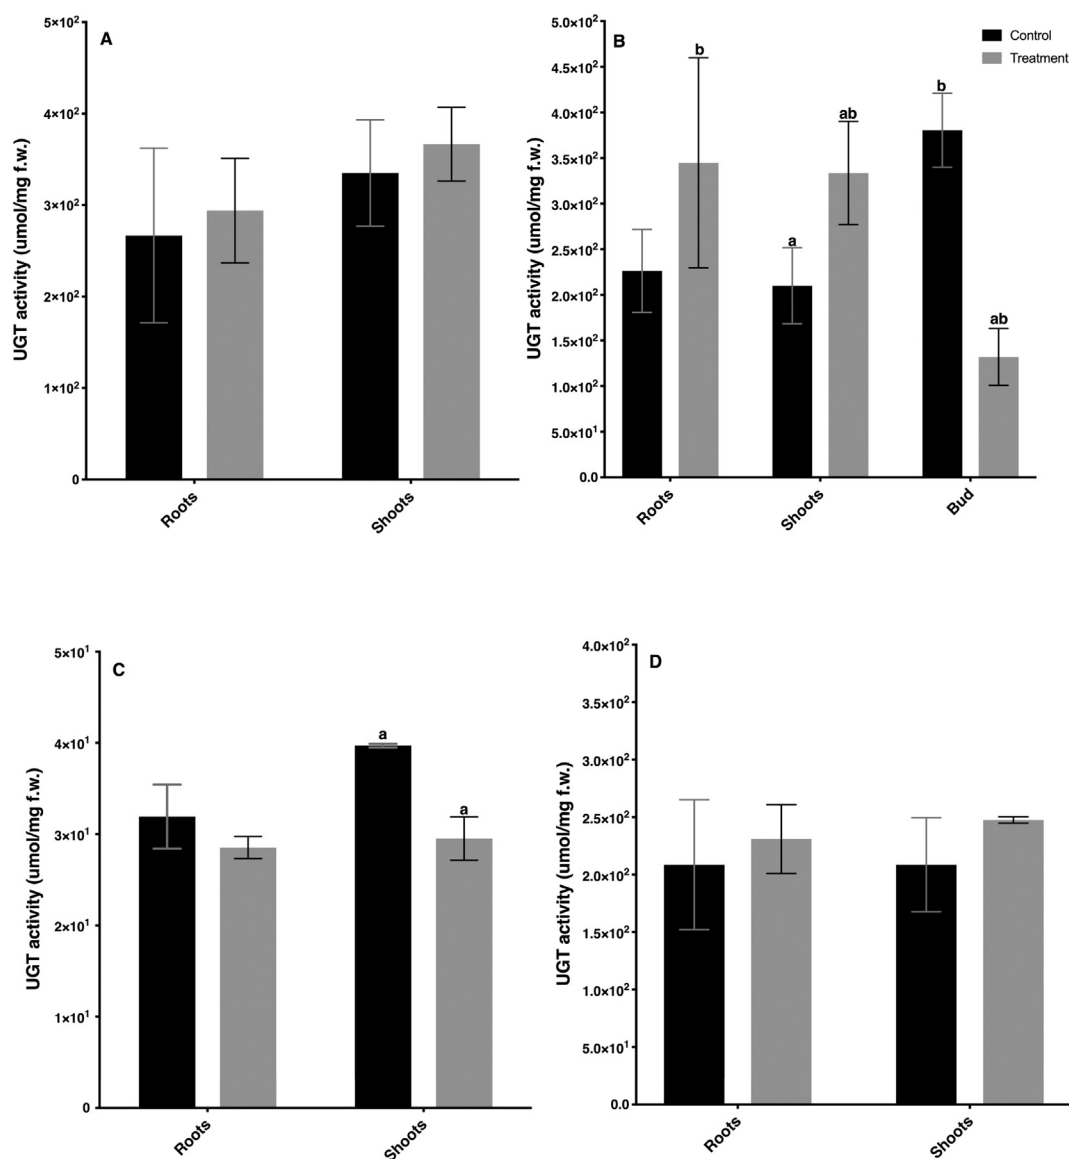 A
UGT activity (umol/mg f.w.)
5×10²
4×10²
3×10²
2×10²
1×10²
0
Roots
Shoots
B
Control
Treatment
UGT activity (umol/mg f.w.)
5.0×10²
4.5×10²
4.0×10²
3.5×10²
3.0×10²
2.5×10²
2.0×10²
1.5×10²
1.0×10²
5.0×10¹
0.0
b
a
ab
b
ab
Roots
Shoots
Bud
C
UGT activity (umol/mg f.w.)
5×10¹
4×10¹
3×10¹
2×10¹
1×10¹
0
a
a
Roots
Shoots
D
UGT activity (umol/mg f.w.)
4.0×10²
3.5×10²
3.0×10²
2.5×10²
2.0×10²
1.5×10²
1.0×10²
5.0×10¹
0.0
Roots
Shoots